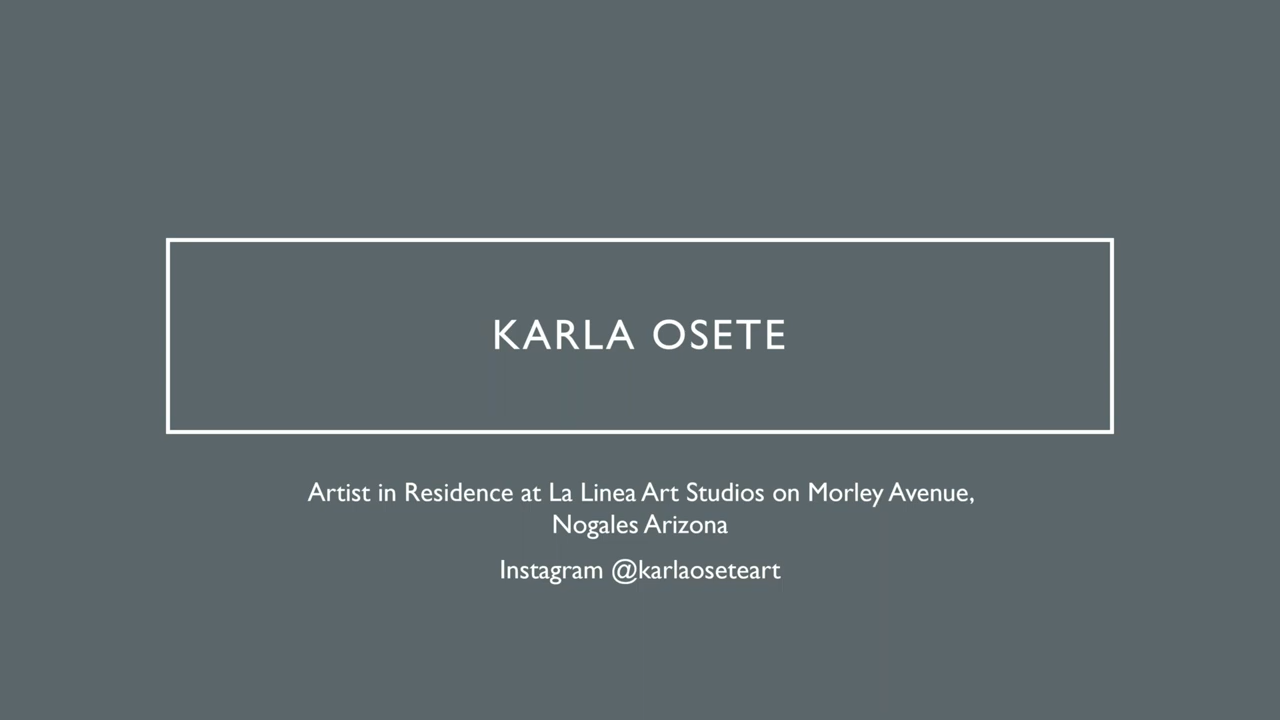 KARLA OSETE
Artist in Residence at La Linea Art Studios on Morley Avenue,
Nogales Arizona
Instagram @karlaoseteart